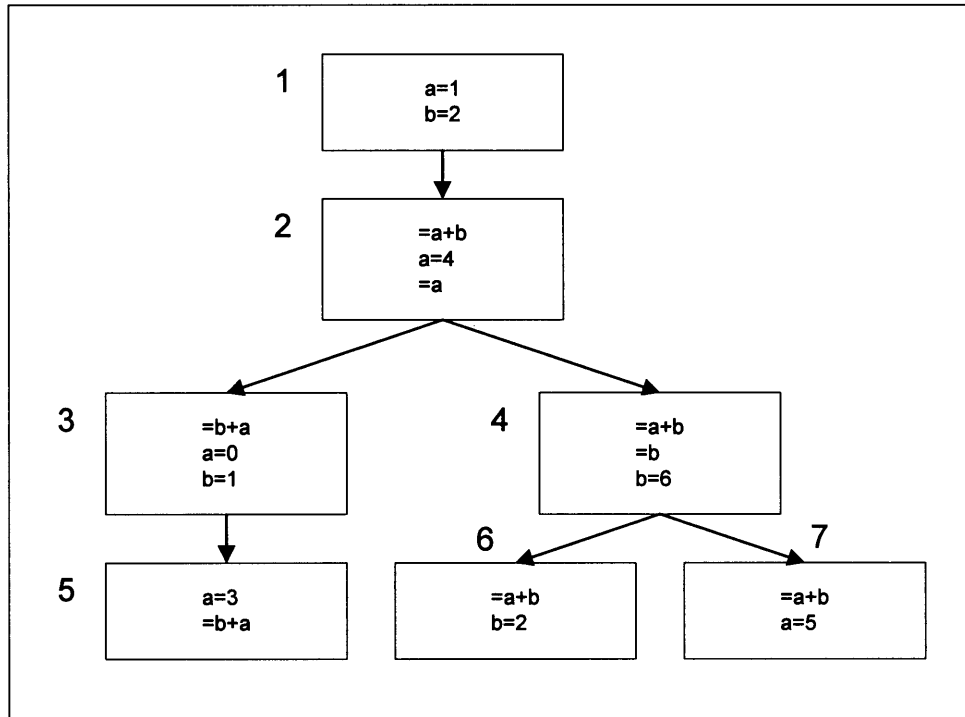 1
a=1
b=2
2
=a+b
a=4
=a
3
=b+a
a=0
b=1
4
=a+b
=b
b=6
5
a=3
=b+a
6
=a+b
b=2
7
=a+b
a=5